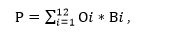 P = ∑₍ᵢ₌₁₎¹² Oi * Bi ,